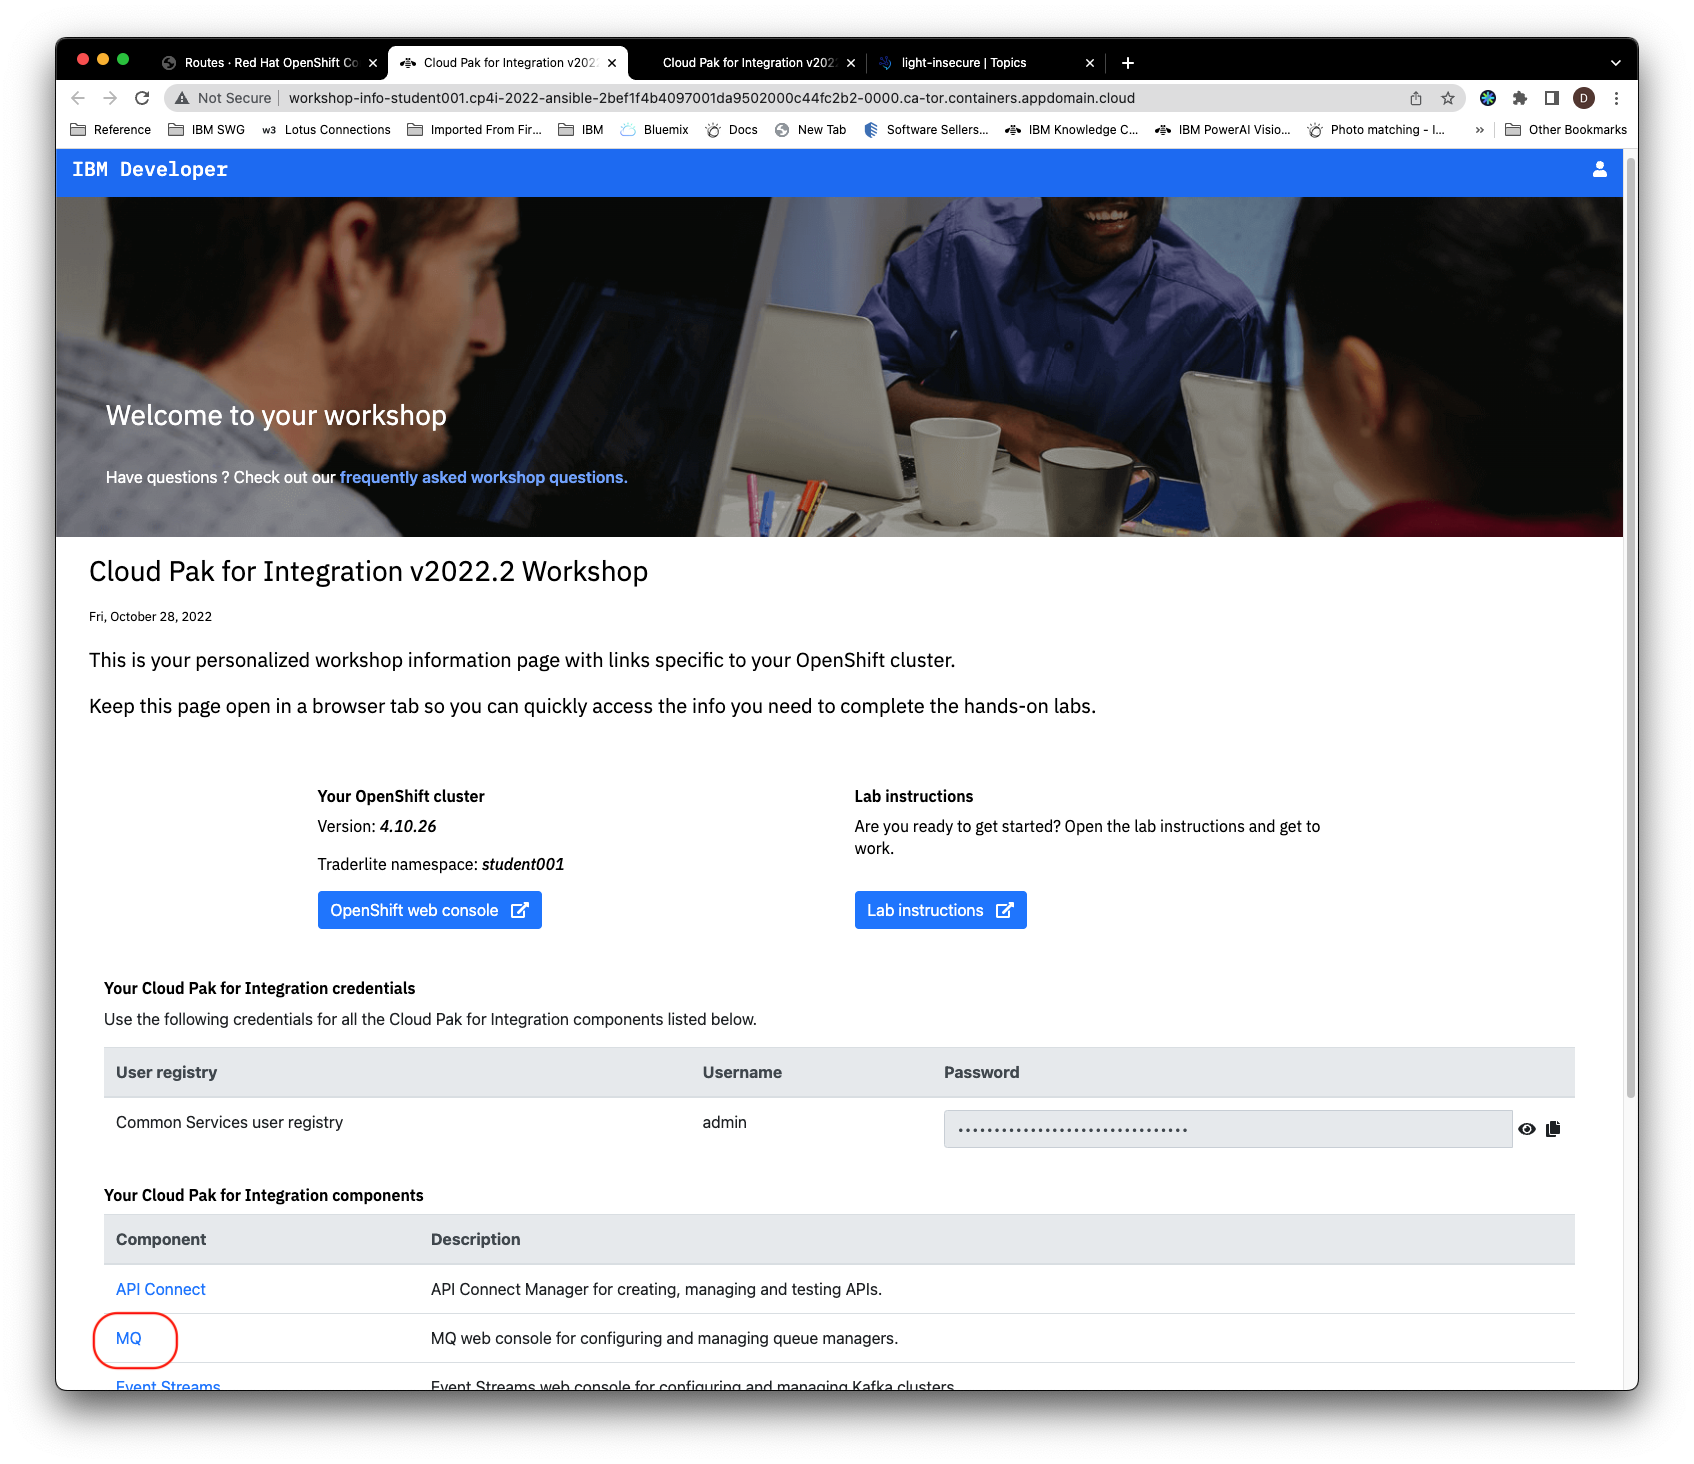 Routes · Red Hat OpenShift Co
Cloud Pak for Integration v202
Cloud Pak for Integration v202
light-insecure | Topics
Not Secure
workshop-info-student001.cp4i-2022-ansible-2bef1f4b4097001da9502000c44fc2b2-0000.ca-tor.containers.appdomain.cloud
D
Reference
IBM SWG
w3 Lotus Connections
Imported From Fir...
IBM
Bluemix
Docs
New Tab
Software Sellers...
IBM Knowledge C...
IBM PowerAI Visio...
Photo matching - I...
»
Other Bookmarks
IBM Developer
Welcome to your workshop
Have questions ? Check out our frequently asked workshop questions.
Cloud Pak for Integration v2022.2 Workshop
Fri, October 28, 2022
This is your personalized workshop information page with links specific to your OpenShift cluster.
Keep this page open in a browser tab so you can quickly access the info you need to complete the hands-on labs.
Your OpenShift cluster
Version: 4.10.26
Traderlite namespace: student001
OpenShift web console
Lab instructions
Are you ready to get started? Open the lab instructions and get to
work.
Lab instructions
Your Cloud Pak for Integration credentials
Use the following credentials for all the Cloud Pak for Integration components listed below.
User registry Username Password
Common Services user registry admin ••••••••••••••••••••••••••••••••
Your Cloud Pak for Integration components
Component Description
API Connect API Connect Manager for creating, managing and testing APIs.
MQ MQ web console for configuring and managing queue managers.
Event Streams Event Streams web console for configuring and managing Kafka clusters